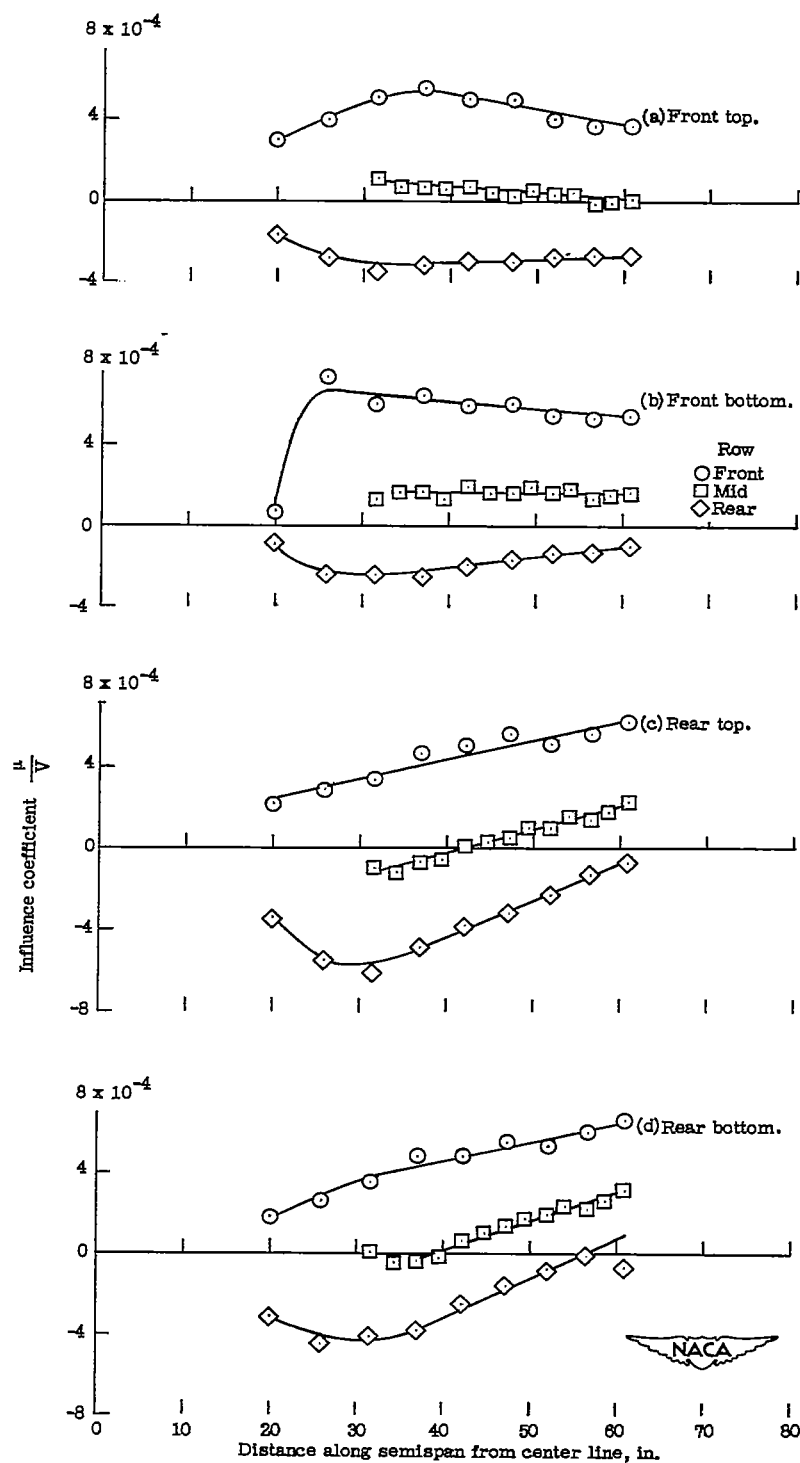 8 x 10⁻⁴
4
0
-4
(a) Front top.
8 x 10⁻⁴
4
0
-4
(b) Front bottom.
Row
Front
Mid
Rear
8 x 10⁻⁴
4
0
-4
-8
(c) Rear top.
Influence coefficient μ/V
8 x 10⁻⁴
4
0
-4
-8
(d) Rear bottom.
NACA
0 10 20 30 40 50 60 70 80
Distance along semispan from center line, in.